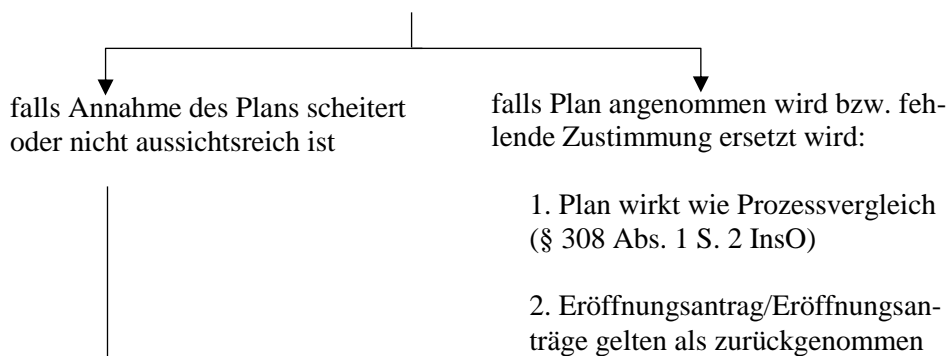 falls Annahme des Plans scheitert
oder nicht aussichtsreich ist
falls Plan angenommen wird bzw. feh-
lende Zustimmung ersetzt wird:
1. Plan wirkt wie Prozessvergleich
(§ 308 Abs. 1 S. 2 InsO)
2. Eröffnungsantrag/Eröffnungsan-
träge gelten als zurückgenommen